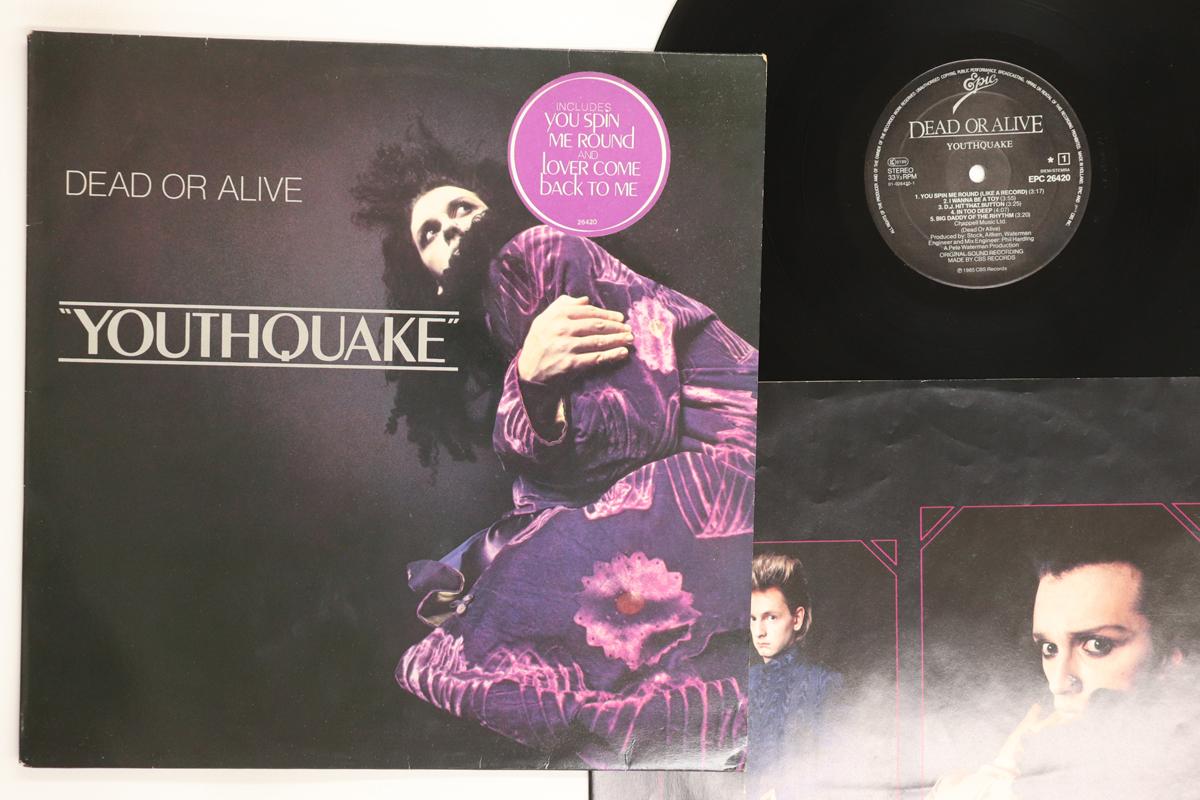 DEAD OR ALIVE
"YOUTHQUAKE"
INCLUDES
YOU SPIN
ME ROUND
AND
LOVER COME
BACK TO ME
26420
Epic
DEAD OR ALIVE
YOUTHQUAKE
STEREO
33⅓ RPM
★ 1
BIEM/STEMRA
EPC 26420
1. YOU SPIN ME ROUND (LIKE A RECORD) (3:17)
2. I WANNA BE A TOY (3:55)
3. D.J. HIT THAT BUTTON (3:25)
4. IN TOO DEEP (4:07)
5. BIG DADDY OF THE RHYTHM (3:20)
Chappell Music Ltd.
(Dead Or Alive)
Produced by: Stock, Aitken, Waterman
Engineer and Mix Engineer: Phil Harding
A Pete Waterman Production
ORIGINAL SOUND RECORDING
MADE BY CBS RECORDS
℗ 1985 CBS Records